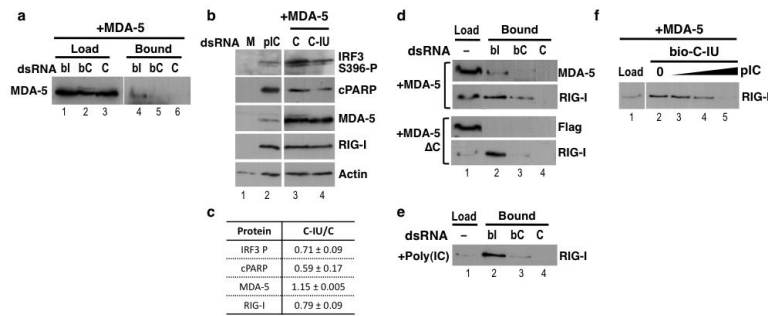 a
+MDA-5
Load Bound
dsRNA bI bC C bI bC C
MDA-5
1 2 3 4 5 6
b
+MDA-5
dsRNA M pIC C C-IU
IRF3
S396-P
cPARP
MDA-5
RIG-I
Actin
1 2 3 4
c
Protein C-IU/C
IRF3 P 0.71 ± 0.09
cPARP 0.59 ± 0.17
MDA-5 1.15 ± 0.005
RIG-I 0.79 ± 0.09
d
Load Bound
dsRNA – bI bC C
+MDA-5
MDA-5
RIG-I
+MDA-5
ΔC
Flag
RIG-I
1 2 3 4
e
Load Bound
dsRNA – bI bC C
+Poly(IC) RIG-I
1 2 3 4
f
+MDA-5
bio-C-IU
Load 0 pIC
RIG-I
1 2 3 4 5